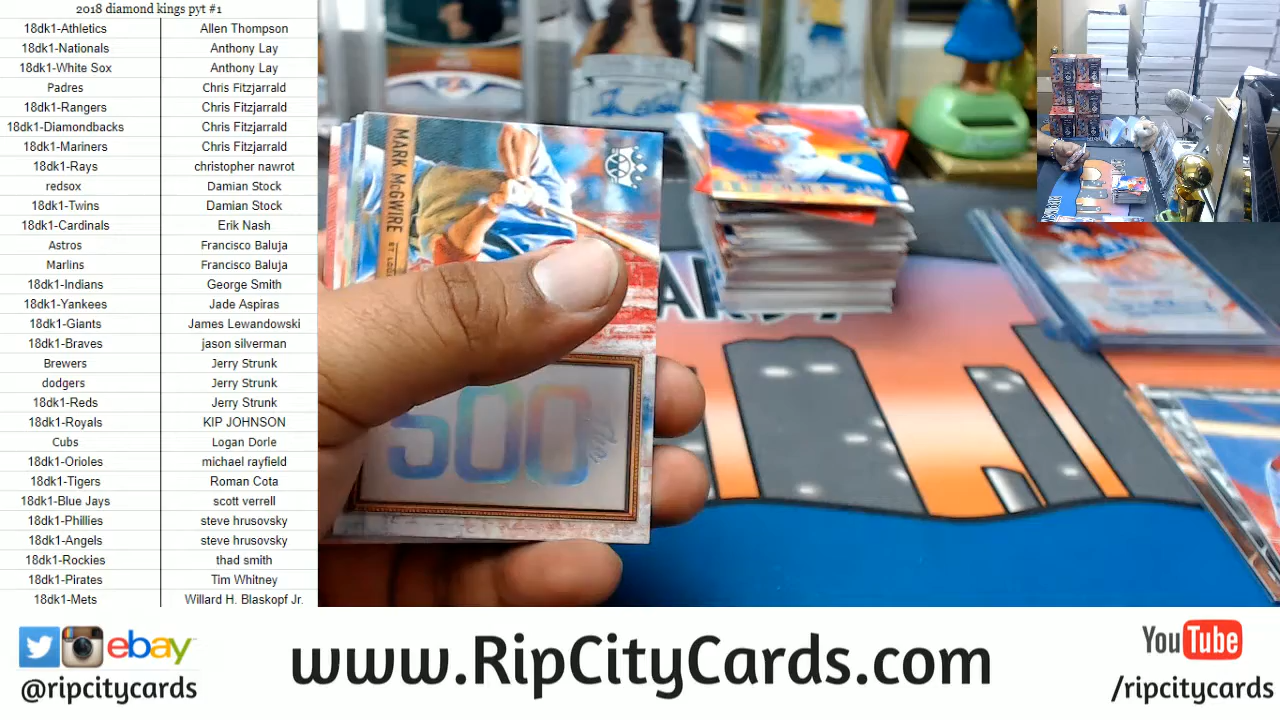 2018 diamond kings pyt #1
18dk1-Athletics Allen Thompson
18dk1-Nationals Anthony Lay
18dk1-White Sox Anthony Lay
Padres Chris Fitzjarrald
18dk1-Rangers Chris Fitzjarrald
18dk1-Diamondbacks Chris Fitzjarrald
18dk1-Mariners Chris Fitzjarrald
18dk1-Rays christopher nawrot
redsox Damian Stock
18dk1-Twins Damian Stock
18dk1-Cardinals Erik Nash
Astros Francisco Baluja
Marlins Francisco Baluja
18dk1-Indians George Smith
18dk1-Yankees Jade Aspiras
18dk1-Giants James Lewandowski
18dk1-Braves jason silverman
Brewers Jerry Strunk
dodgers Jerry Strunk
18dk1-Reds Jerry Strunk
18dk1-Royals KIP JOHNSON
Cubs Logan Dorle
18dk1-Orioles michael rayfield
18dk1-Tigers Roman Cota
18dk1-Blue Jays scott verrell
18dk1-Phillies steve hrusovsky
18dk1-Angels steve hrusovsky
18dk1-Rockies thad smith
18dk1-Pirates Tim Whitney
18dk1-Mets Willard H. Blaskopf Jr.
MARK McGWIRE
500
ebay
@ripcitycards
www.RipCityCards.com
YouTube
/ripcitycards